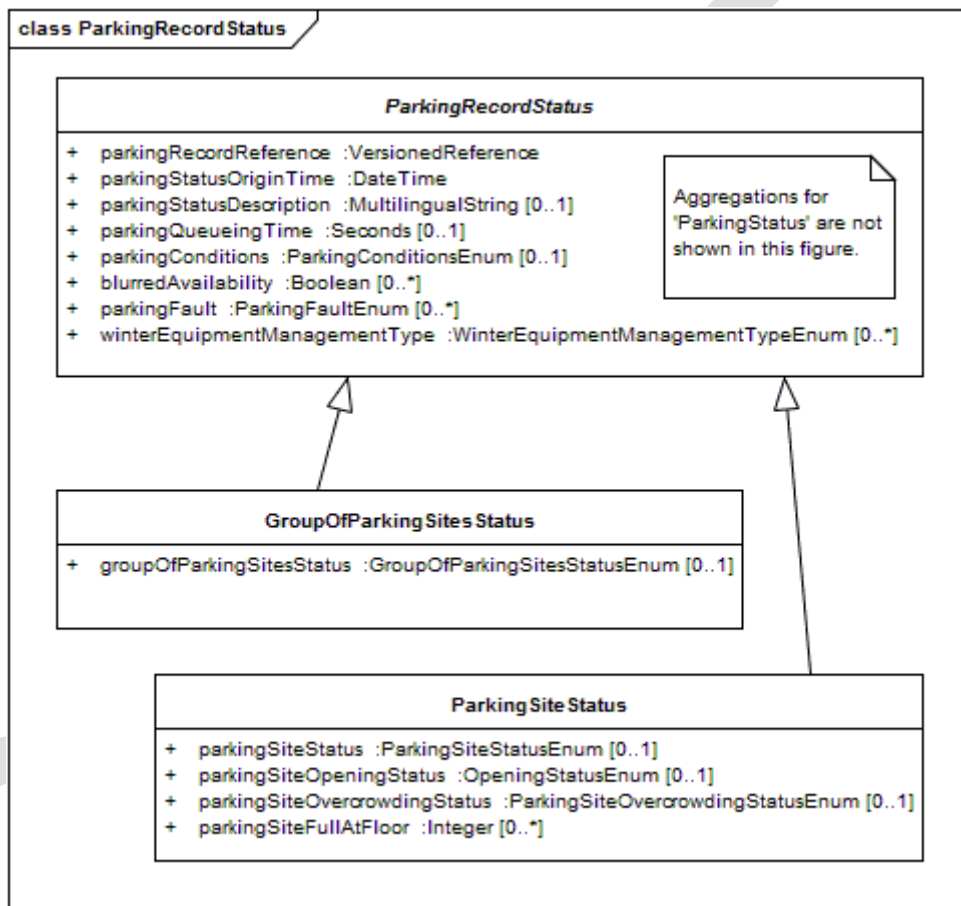 class ParkingRecordStatus
ParkingRecordStatus
+ parkingRecordReference :VersionedReference
+ parkingStatusOriginTime :DateTime
+ parkingStatusDescription :MultilingualString [0..1]
+ parkingQueueingTime :Seconds [0..1]
+ parkingConditions :ParkingConditionsEnum [0..1]
+ blurredAvailability :Boolean [0..*]
+ parkingFault :ParkingFaultEnum [0..*]
+ winterEquipmentManagementType :WinterEquipmentManagementTypeEnum [0..*]
Aggregations for
'ParkingStatus' are not
shown in this figure.
GroupOfParkingSitesStatus
+ groupOfParkingSitesStatus :GroupOfParkingSitesStatusEnum [0..1]
ParkingSiteStatus
+ parkingSiteStatus :ParkingSiteStatusEnum [0..1]
+ parkingSiteOpeningStatus :OpeningStatusEnum [0..1]
+ parkingSiteOvercrowdingStatus :ParkingSiteOvercrowdingStatusEnum [0..1]
+ parkingSiteFullAtFloor :Integer [0..*]